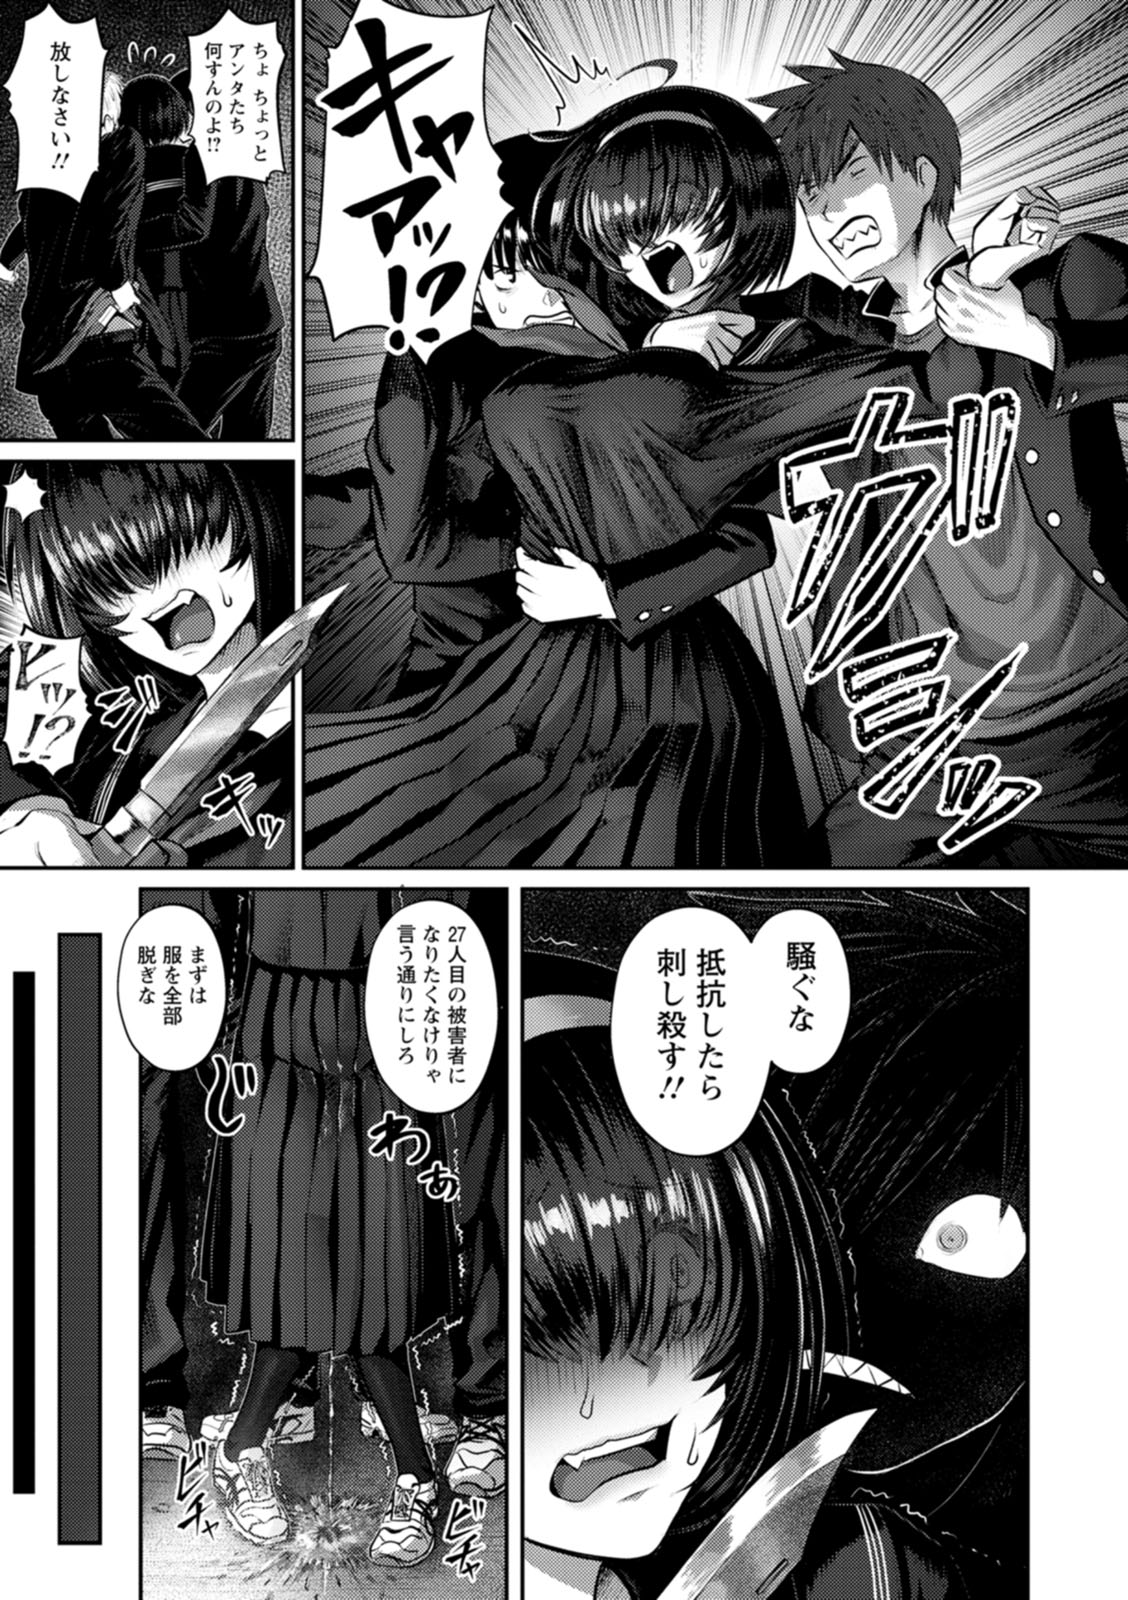 キャアッ!?
ガシッ
ちょ ちょっと
アンタたち
何すんのよ!?
放しなさい!!
ビッ!?
キッ
騒ぐな
抵抗したら
刺し殺す!!
27人目の被害者に
なりたくなけりゃ
言う通りにしろ
まずは
服を全部
脱ぎな
じわぁ
ビチャ
ビチャ